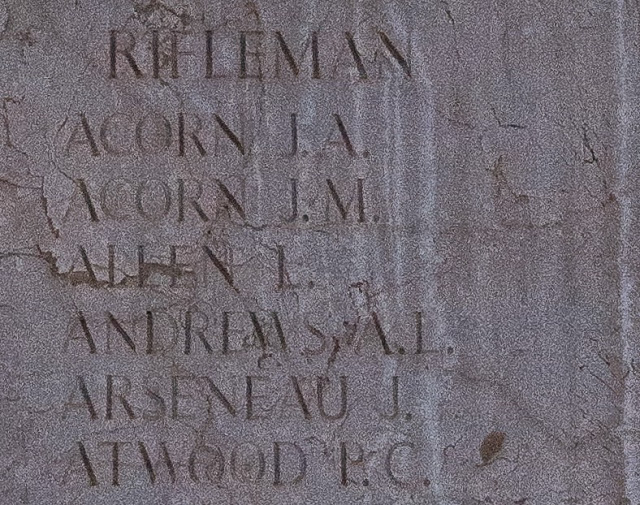 RIFLEMAN
ACORN J.A.
ACORN J.M.
ALLEN L.
ANDREWS A.L.
ARSENEAU J.
ATWOOD P.C.